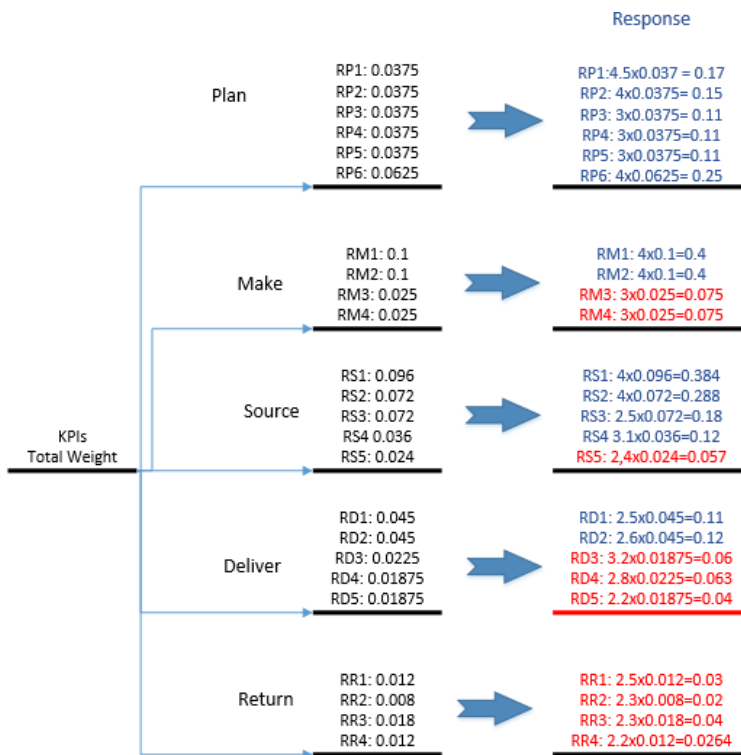 Response
Plan
RP1: 0.0375
RP2: 0.0375
RP3: 0.0375
RP4: 0.0375
RP5: 0.0375
RP6: 0.0625
RP1:4.5x0.037 = 0.17
RP2: 4x0.0375= 0.15
RP3: 3x0.0375= 0.11
RP4: 3x0.0375=0.11
RP5: 3x0.0375=0.11
RP6: 4x0.0625= 0.25
Make
RM1: 0.1
RM2: 0.1
RM3: 0.025
RM4: 0.025
RM1: 4x0.1=0.4
RM2: 4x0.1=0.4
RM3: 3x0.025=0.075
RM4: 3x0.025=0.075
Source
RS1: 0.096
RS2: 0.072
RS3: 0.072
RS4 0.036
RS5: 0.024
RS1: 4x0.096=0.384
RS2: 4x0.072=0.288
RS3: 2.5x0.072=0.18
RS4 3.1x0.036=0.12
RS5: 2,4x0.024=0.057
KPIs
Total Weight
Deliver
RD1: 0.045
RD2: 0.045
RD3: 0.0225
RD4: 0.01875
RD5: 0.01875
RD1: 2.5x0.045=0.11
RD2: 2.6x0.045=0.12
RD3: 3.2x0.01875=0.06
RD4: 2.8x0.0225=0.063
RD5: 2.2x0.01875=0.04
Return
RR1: 0.012
RR2: 0.008
RR3: 0.018
RR4: 0.012
RR1: 2.5x0.012=0.03
RR2: 2.3x0.008=0.02
RR3: 2.3x0.018=0.04
RR4: 2.2x0.012=0.0264